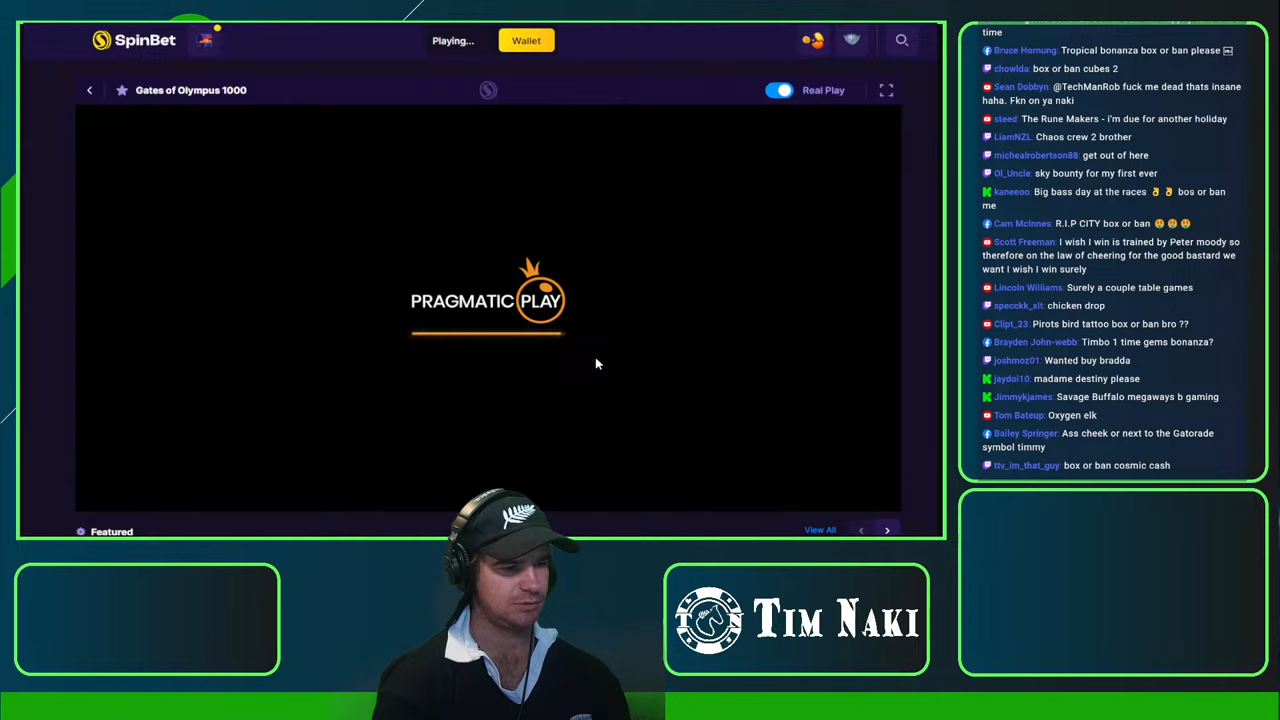 SpinBet
Playing...
Wallet
Gates of Olympus 1000
Real Play
PRAGMATIC PLAY
Featured
View All
TIM NAKI
time
Bruce Hornung: Tropical bonanza box or ban please
chowlda: box or ban cubes 2
Sean Dobbyn: @TechManRob fuck me dead thats insane
haha. Fkn on ya naki
steed: The Rune Makers - i'm due for another holiday
LiamNZL: Chaos crew 2 brother
michealrobertson88: get out of here
Ol_Uncle: sky bounty for my first ever
kaneeoo: Big bass day at the races 👌 👌 bos or ban
me
Cam McInnes: R.I.P CITY box or ban
Scott Freeman: I wish I win is trained by Peter moody so
therefore on the law of cheering for the good bastard we
want I wish I win surely
Lincoln Williams: Surely a couple table games
specckk_xlt: chicken drop
Clipt_23: Pirots bird tattoo box or ban bro ??
Brayden John-webb: Timbo 1 time gems bonanza?
joshmoz01: Wanted buy bradda
jaydoi10: madame destiny please
Jimmykjames: Savage Buffalo megaways b gaming
Tom Bateup: Oxygen elk
Bailey Springer: Ass cheek or next to the Gatorade
symbol timmy
ttv_im_that_guy: box or ban cosmic cash